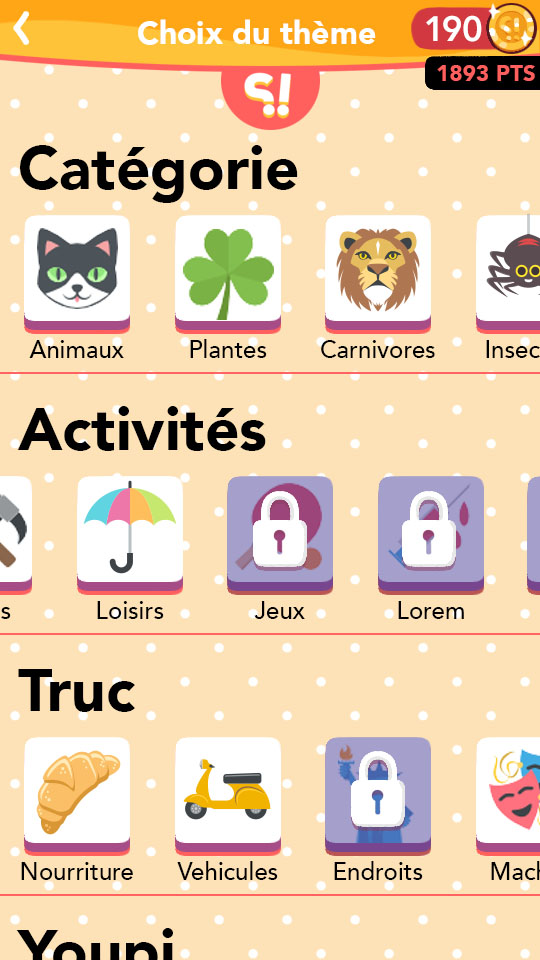 Choix du thème
190
1893 PTS
Catégorie
Animaux
Plantes
Carnivores
Insec
Activités
s
Loisirs
Jeux
Lorem
Truc
Nourriture
Vehicules
Endroits
Mach
Youpi